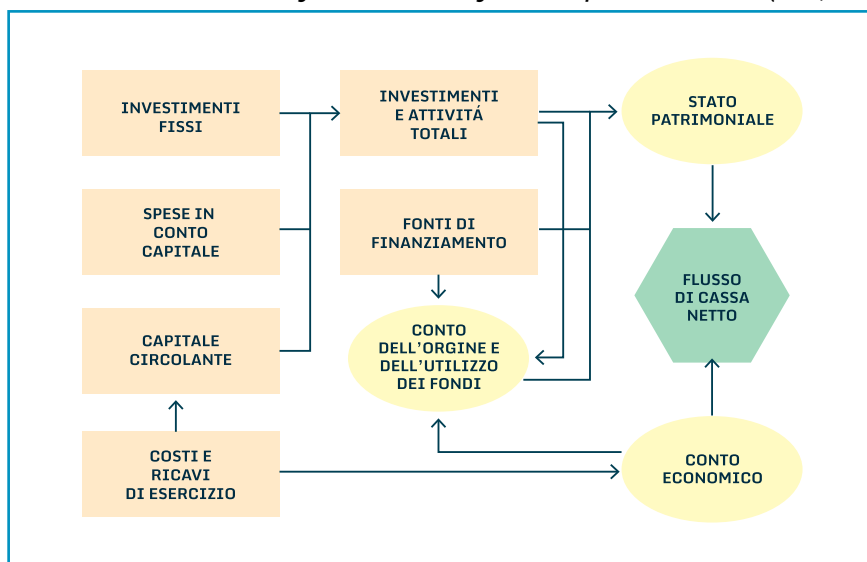 INVESTIMENTI
FISSI
INVESTIMENTI
E ATTIVITÁ
TOTALI
STATO
PATRIMONIALE
SPESE IN
CONTO
CAPITALE
FONTI DI
FINANZIAMENTO
FLUSSO
DI CASSA
NETTO
CAPITALE
CIRCOLANTE
CONTO
DELL’ORGINE E
DELL’UTILIZZO
DEI FONDI
COSTI E
RICAVI
DI ESERCIZIO
CONTO
ECONOMICO